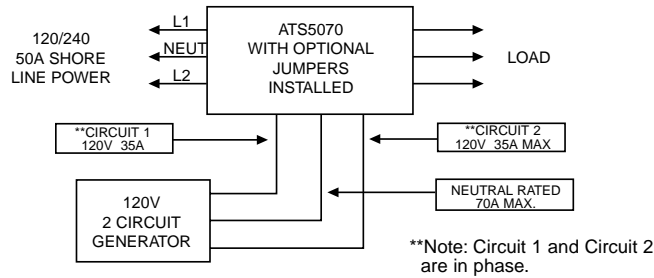 120/240
50A SHORE
LINE POWER
L1
NEUT
L2
ATS5070
WITH OPTIONAL
JUMPERS
INSTALLED
LOAD
**CIRCUIT 1
120V 35A
**CIRCUIT 2
120V 35A MAX
120V
2 CIRCUIT
GENERATOR
NEUTRAL RATED
70A MAX.
**Note: Circuit 1 and Circuit 2
are in phase.